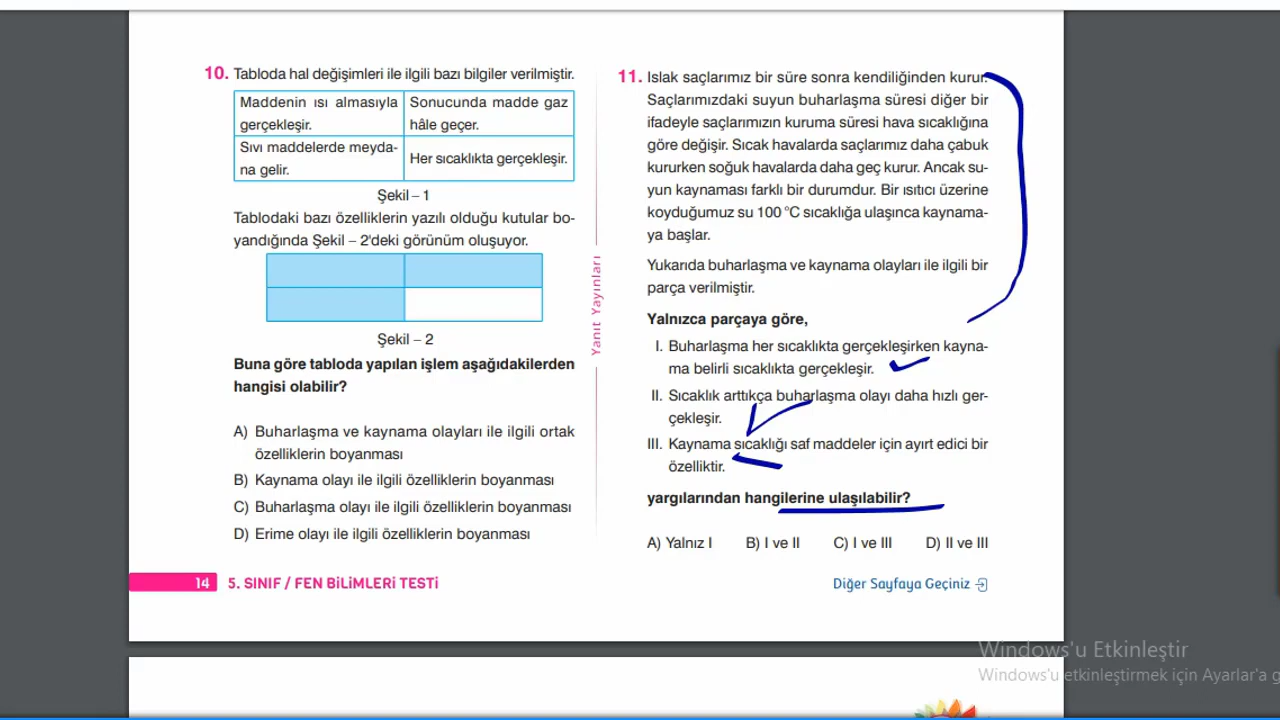 10. Tabloda hal değişimleri ile ilgili bazı bilgiler verilmiştir.
Maddenin ısı almasıyla
gerçekleşir.
Sonucunda madde gaz
hâle geçer.
Sıvı maddelerde meyda-
na gelir.
Her sıcaklıkta gerçekleşir.
Şekil – 1
Tablodaki bazı özelliklerin yazılı olduğu kutular bo-
yandığında Şekil – 2'deki görünüm oluşuyor.
Şekil – 2
Buna göre tabloda yapılan işlem aşağıdakilerden
hangisi olabilir?
A) Buharlaşma ve kaynama olayları ile ilgili ortak
özelliklerin boyanması
B) Kaynama olayı ile ilgili özelliklerin boyanması
C) Buharlaşma olayı ile ilgili özelliklerin boyanması
D) Erime olayı ile ilgili özelliklerin boyanması
Yanıt Yayınları
11. Islak saçlarımız bir süre sonra kendiliğinden kurur.
Saçlarımızdaki suyun buharlaşma süresi diğer bir
ifadeyle saçlarımızın kuruma süresi hava sıcaklığına
göre değişir. Sıcak havalarda saçlarımız daha çabuk
kururken soğuk havalarda daha geç kurur. Ancak su-
yun kaynaması farklı bir durumdur. Bir ısıtıcı üzerine
koyduğumuz su 100 °C sıcaklığa ulaşınca kaynama-
ya başlar.
Yukarıda buharlaşma ve kaynama olayları ile ilgili bir
parça verilmiştir.
Yalnızca parçaya göre,
I. Buharlaşma her sıcaklıkta gerçekleşirken kayna-
ma belirli sıcaklıkta gerçekleşir.
II. Sıcaklık arttıkça buharlaşma olayı daha hızlı ger-
çekleşir.
III. Kaynama sıcaklığı saf maddeler için ayırt edici bir
özelliktir.
yargılarından hangilerine ulaşılabilir?
A) Yalnız I B) I ve II C) I ve III D) II ve III
14 5. SINIF / FEN BİLİMLERİ TESTİ
Diğer Sayfaya Geçiniz
Windows'u Etkinleştir
Windows'u etkinleştirmek için Ayarlar'a g